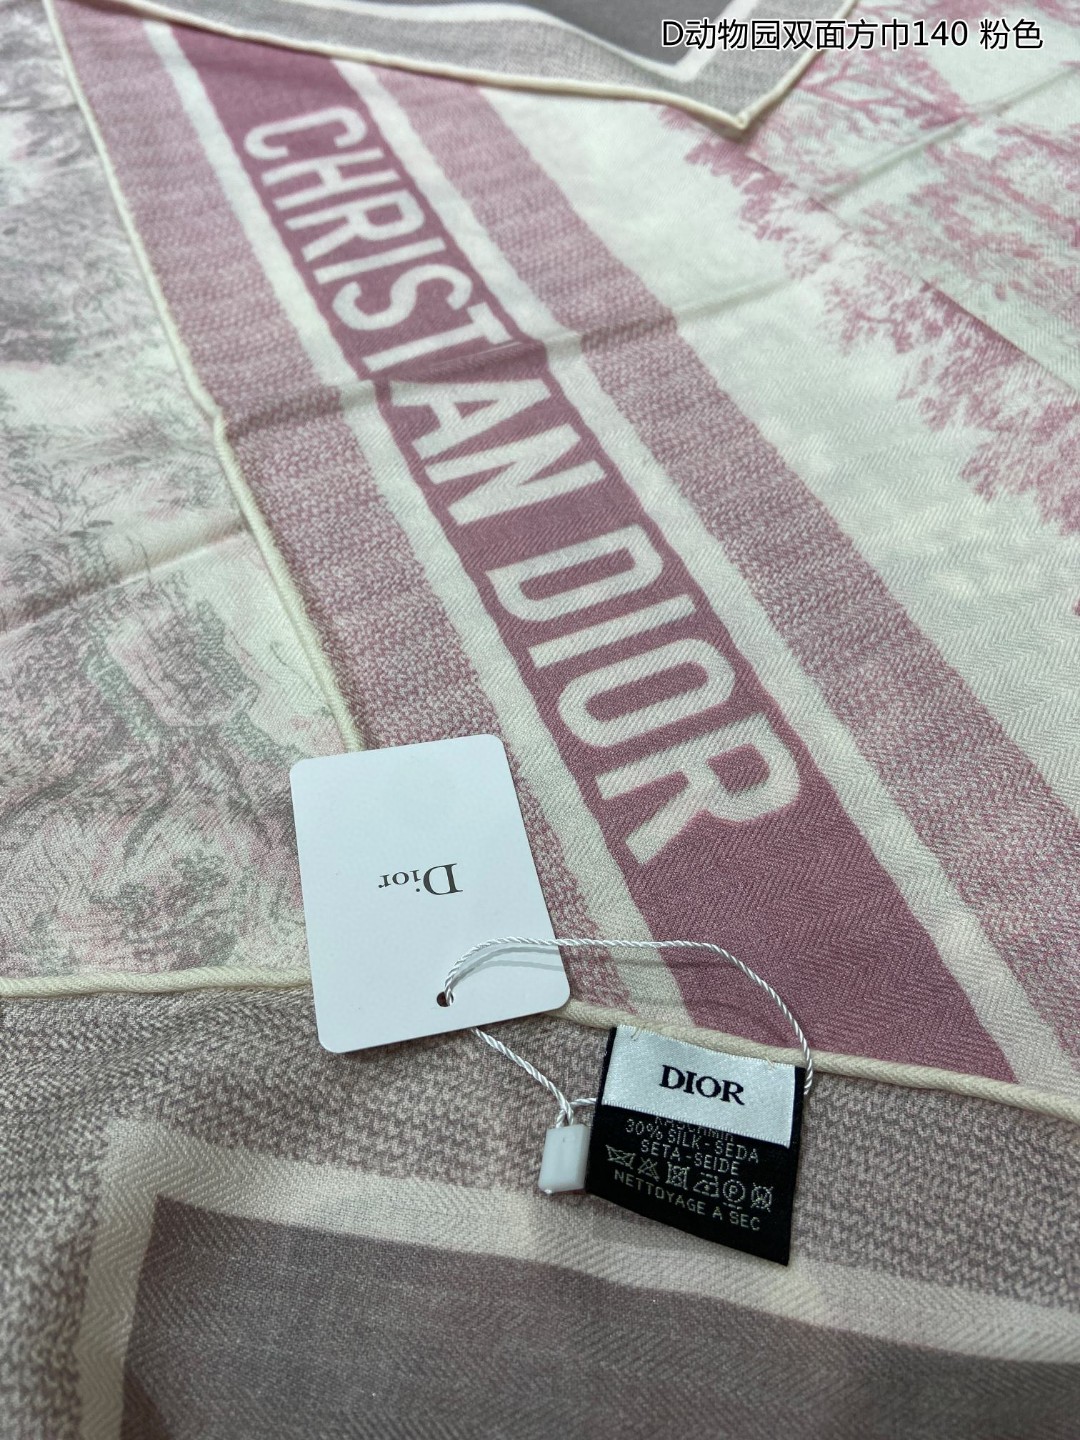 D动物园双面方巾140 粉色
CHRISTIAN DIOR
Dior
DIOR
30% SILK - SEDA
SETA - SEIDE
NETTOYAGE A SEC